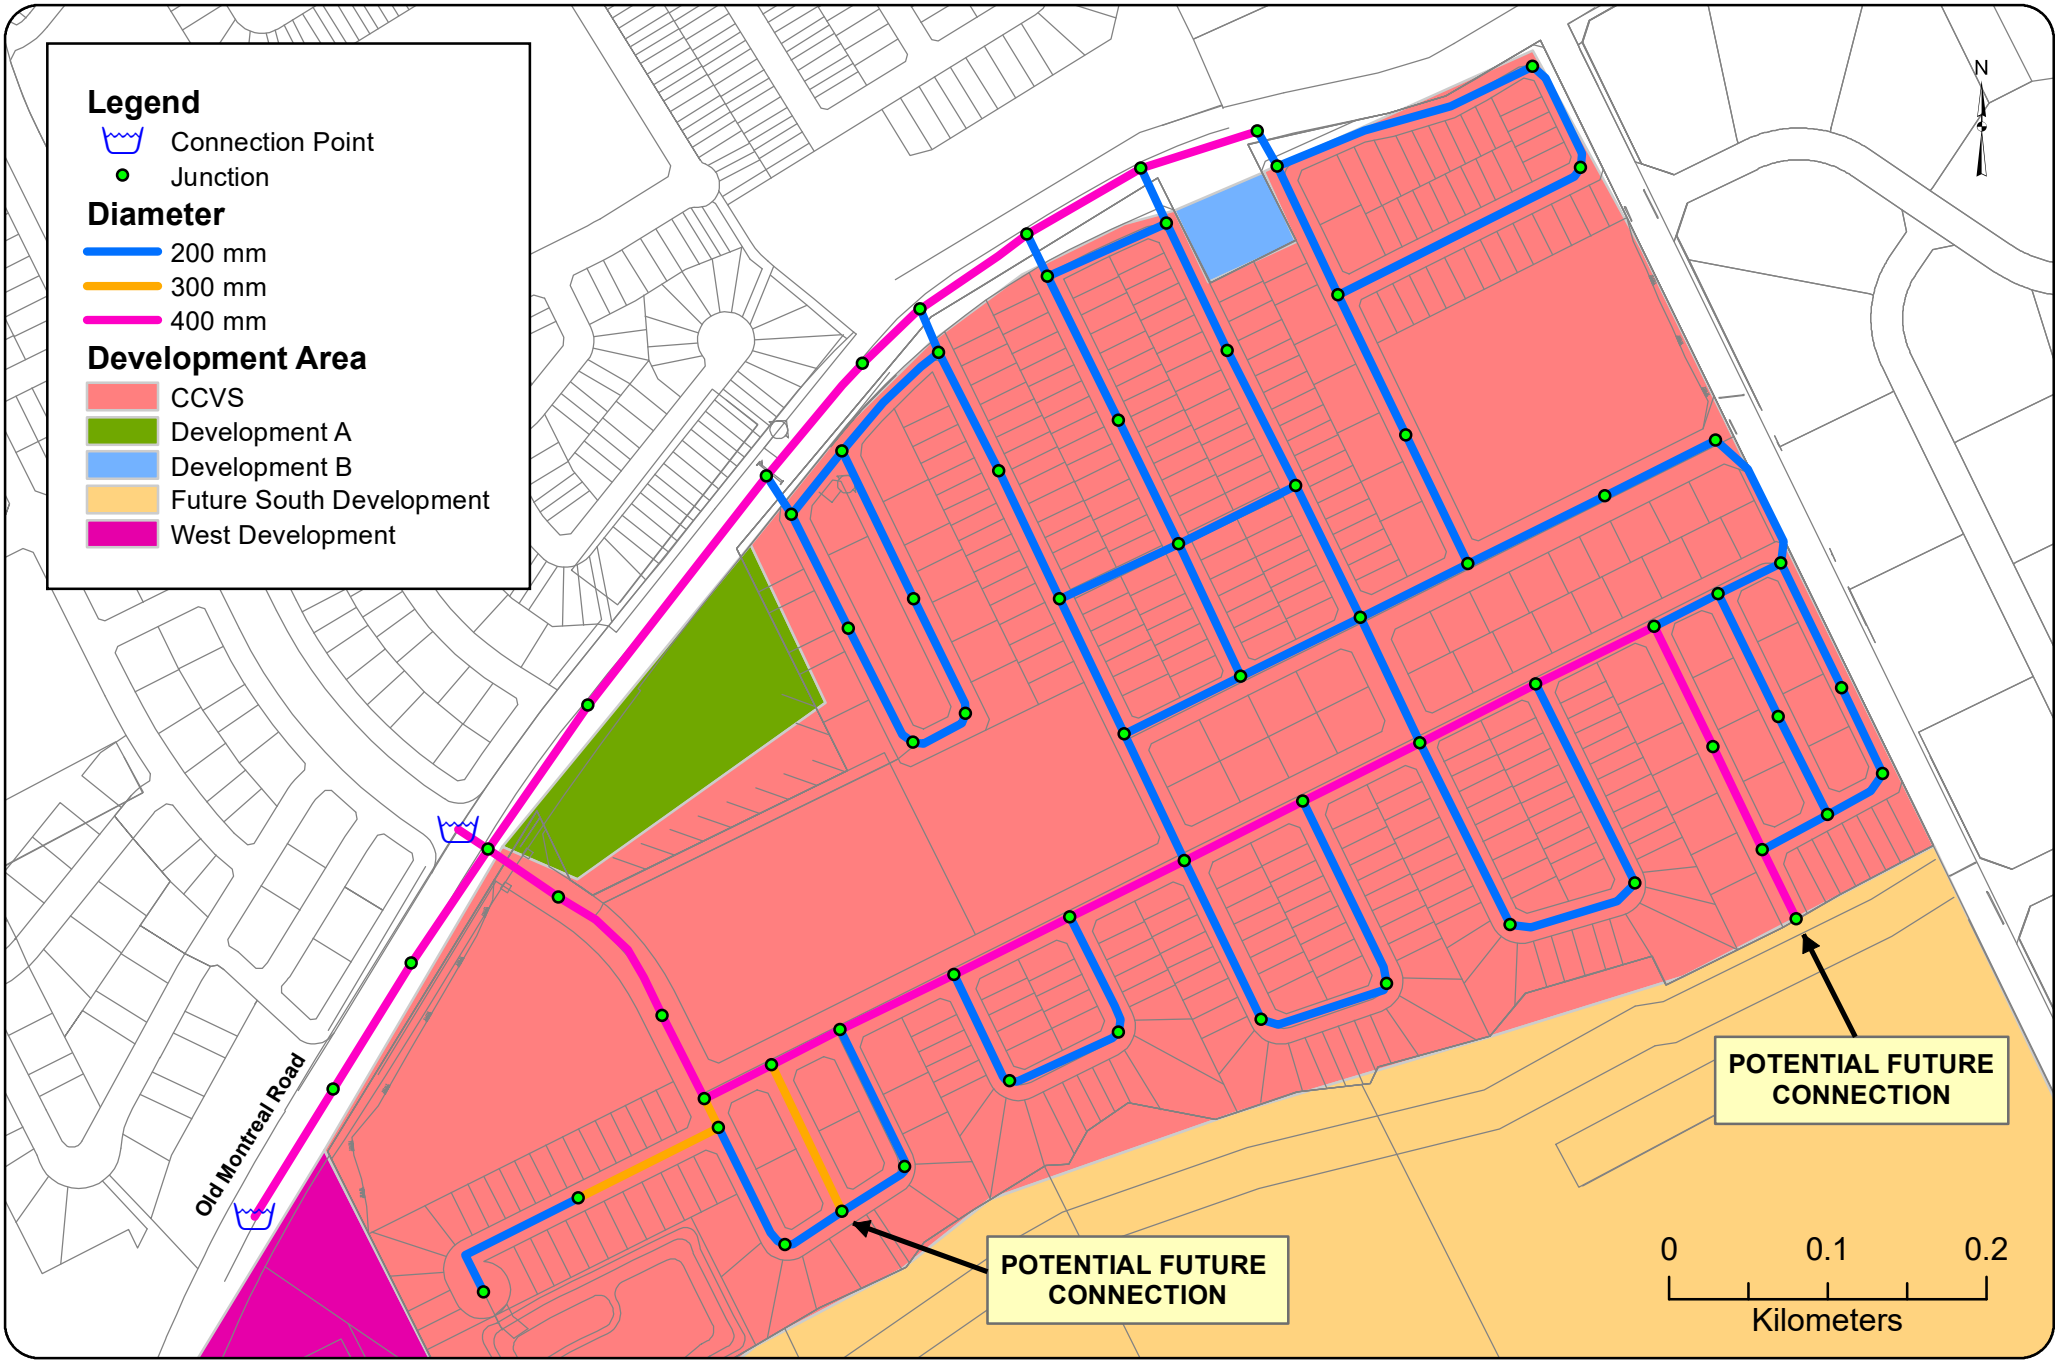 Legend
Connection Point
Junction
Diameter
200 mm
300 mm
400 mm
Development Area
CCVS
Development A
Development B
Future South Development
West Development
N
Old Montreal Road
POTENTIAL FUTURE
CONNECTION
POTENTIAL FUTURE
CONNECTION
0 0.1 0.2
Kilometers